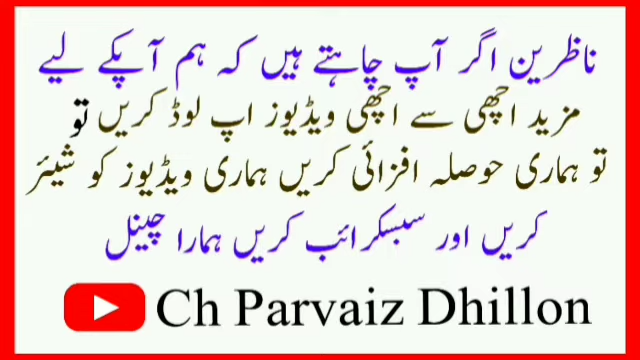 ناظرین اگر آپ چاہتے ہیں کہ ہم آپکے لیے
مزید اچھی سے اچھی ویڈیوز اپ لوڈ کریں تو
تو ہماری حوصلہ افزائی کریں ہماری ویڈیوز کو شیئر
کریں اور سبسکرائب کریں ہمارا چینل
Ch Parvaiz Dhillon